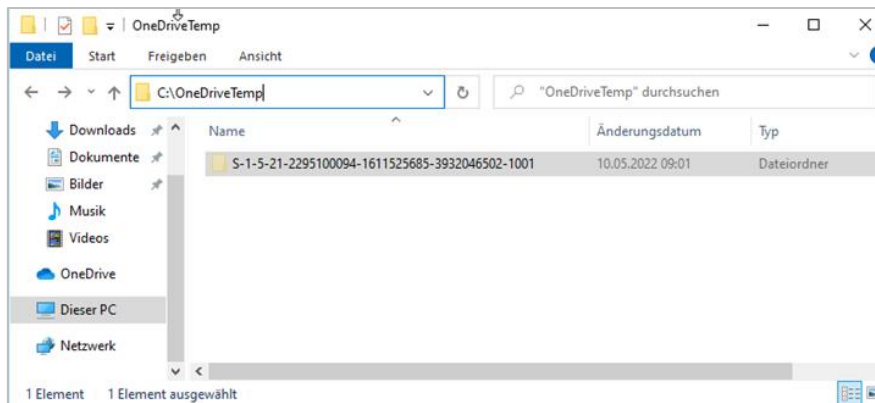 OneDriveTemp
Datei Start Freigeben Ansicht
C:\OneDriveTemp "OneDriveTemp" durchsuchen
Downloads
Dokumente
Bilder
Musik
Videos
OneDrive
Dieser PC
Netzwerk
Name Änderungsdatum Typ
S-1-5-21-2295100094-1611525685-3932046502-1001 10.05.2022 09:01 Dateiordner
1 Element 1 Element ausgewählt